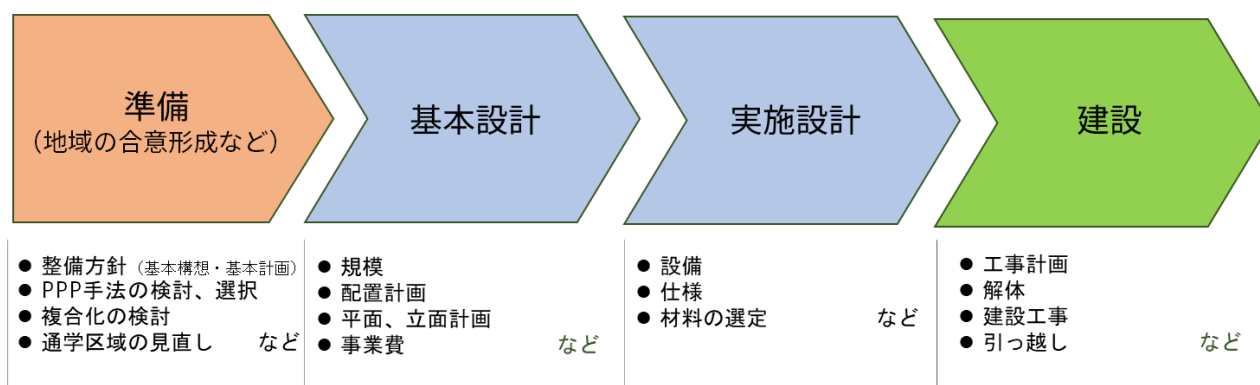 準備
（地域の合意形成など）
基本設計
実施設計
建設
● 整備方針（基本構想・基本計画）
● PPP手法の検討、選択
● 複合化の検討
● 通学区域の見直し など
● 規模
● 配置計画
● 平面、立面計画
● 事業費 など
● 設備
● 仕様
● 材料の選定 など
● 工事計画
● 解体
● 建設工事
● 引っ越し など